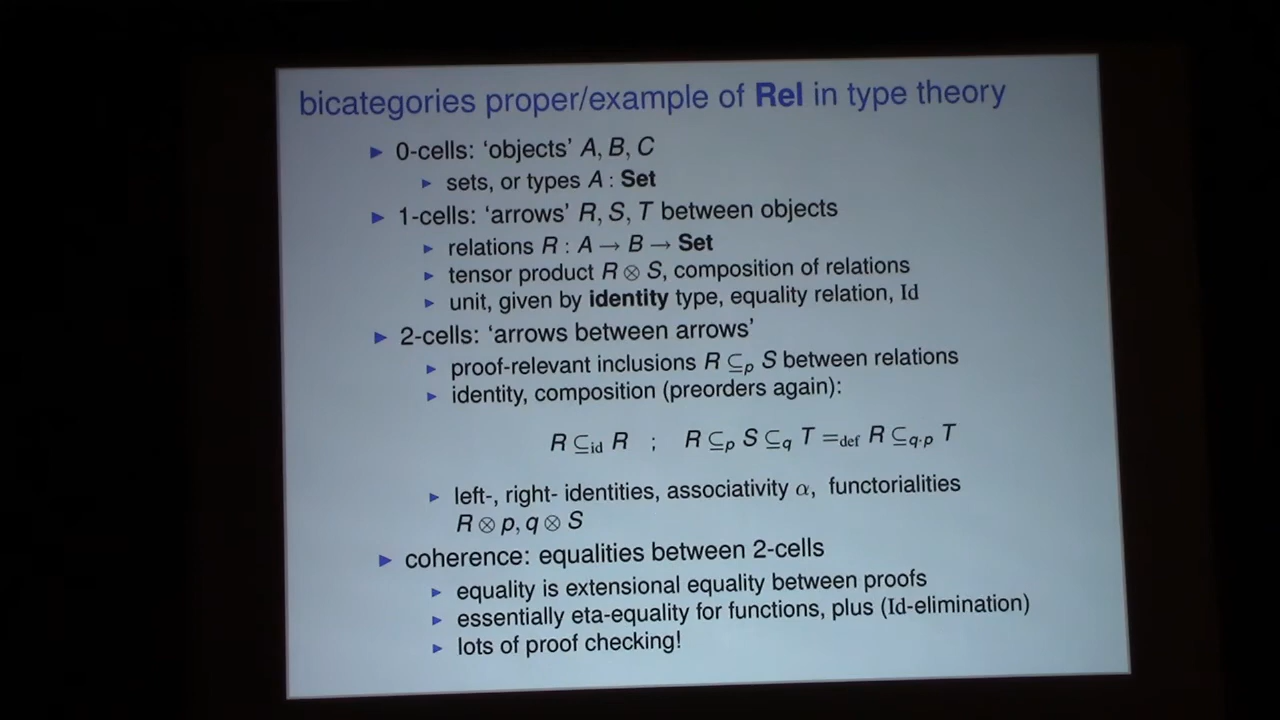 bicategories proper/example of Rel in type theory
▶ 0-cells: ‘objects’ A, B, C
▶ sets, or types A : Set
▶ 1-cells: ‘arrows’ R, S, T between objects
▶ relations R : A → B → Set
▶ tensor product R ⊗ S, composition of relations
▶ unit, given by identity type, equality relation, Id
▶ 2-cells: ‘arrows between arrows’
▶ proof-relevant inclusions R ⊆p S between relations
▶ identity, composition (preorders again):
R ⊆id R ; R ⊆p S ⊆q T =def R ⊆q·p T
▶ left-, right- identities, associativity α, functorialities
R ⊗ p, q ⊗ S
▶ coherence: equalities between 2-cells
▶ equality is extensional equality between proofs
▶ essentially eta-equality for functions, plus (Id-elimination)
▶ lots of proof checking!